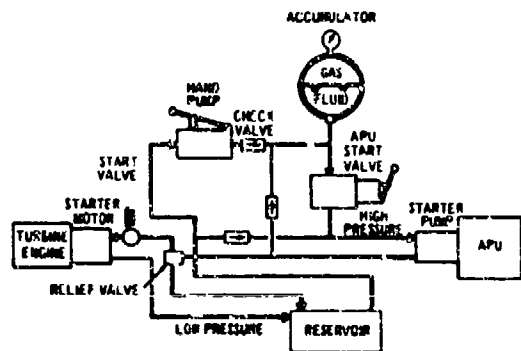 ACCUMULATOR
GAS
FLUID
HAND
PUMP
CHECK
VALVE
APU
START
VALVE
START
VALVE
STARTER
MOTOR
HIGH
PRESSURE
STARTER
PUMP
TURBINE
ENGINE
APU
RELIEF VALVE
LOW PRESSURE
RESERVOIR